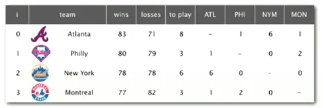 i team wins losses to play ATL PHI NYM MON
0 Atlanta 83 71 8 - 1 6 1
1 Philly 80 79 3 1 - 0 2
2 New York 78 78 6 6 0 - 0
3 Montreal 77 82 3 1 2 0 -